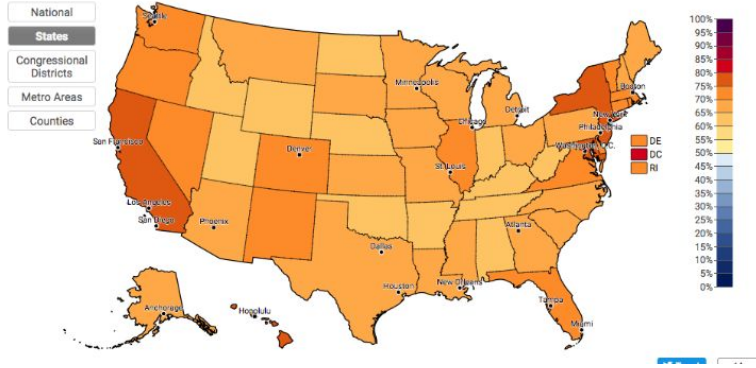 National
States
Congressional
Districts
Metro Areas
Counties
Seattle
Minneapolis
Boston
Detroit
New York
Chicago
Philadelphia
San Francisco
Denver
Washington, D.C.
St. Louis
Los Angeles
San Diego
Phoenix
Atlanta
Dallas
Houston
New Orleans
Tampa
Miami
Anchorage
Honolulu
DE
DC
RI
100%
95%
90%
85%
80%
75%
70%
65%
60%
55%
50%
45%
40%
35%
30%
25%
20%
15%
10%
5%
0%